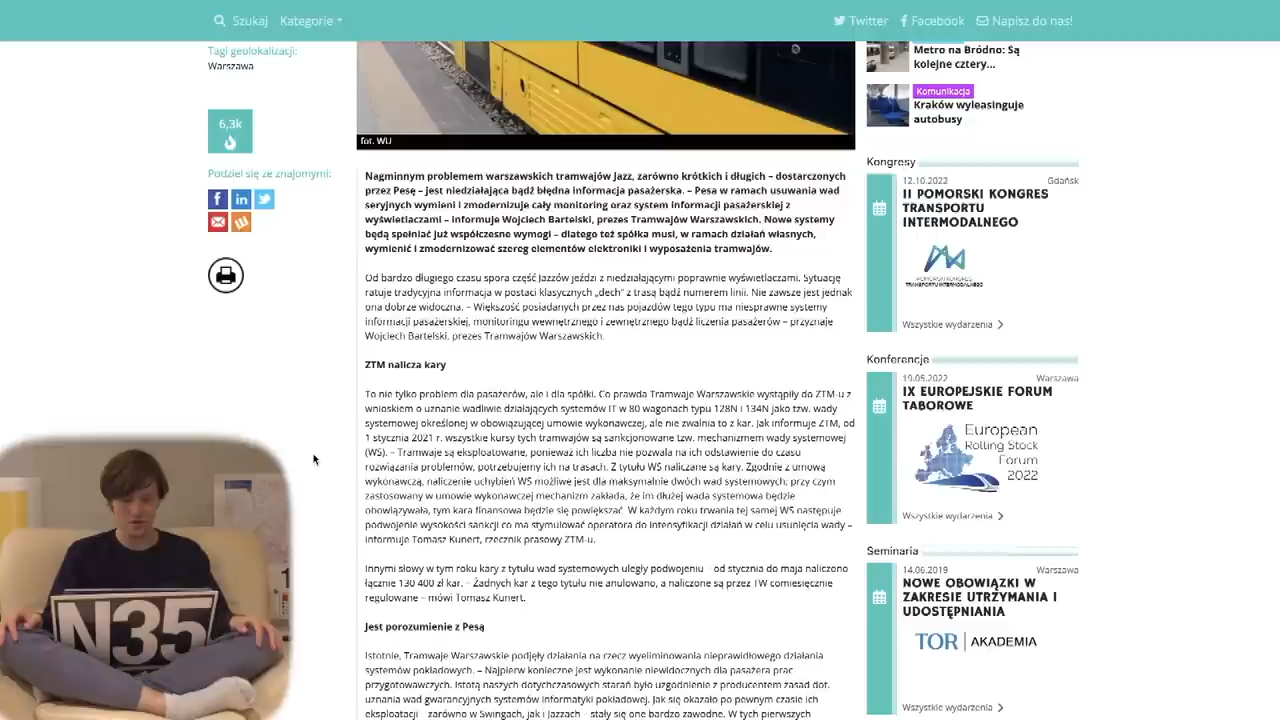 Szukaj Kategorie
Twitter Facebook Napisz do nas!
Tagi geolokalizacji:
Warszawa
6,3k
Podziel się ze znajomymi:
fot. WU
Nagminnym problemem warszawskich tramwajów Jazz, zarówno krótkich i długich – dostarczonych
przez Pesę – jest niedziałająca bądź błędna informacja pasażerska. – Pesa w ramach usuwania wad
seryjnych wymieni i zmodernizuje cały monitoring oraz system informacji pasażerskiej z
wyświetlaczami – informuje Wojciech Bartelski, prezes Tramwajów Warszawskich. Nowe systemy
będą spełniać już współczesne wymogi – dlatego też spółka musi, w ramach działań własnych,
wymienić i zmodernizować szereg elementów elektroniki i wyposażenia tramwajów.
Od bardzo długiego czasu spora część Jazzów jeździ z niedziałającymi poprawnie wyświetlaczami. Sytuację
ratuje tradycyjna informacja w postaci klasycznych „dech” z trasą bądź numerem linii. Nie zawsze jest jednak
ona dobrze widoczna. – Większość posiadanych przez nas pojazdów tego typu ma niesprawne systemy
informacji pasażerskiej, monitoringu wewnętrznego i zewnętrznego bądź liczenia pasażerów – przyznaje
Wojciech Bartelski, prezes Tramwajów Warszawskich.
ZTM nalicza kary
To nie tylko problem dla pasażerów, ale i dla spółki. Co prawda Tramwaje Warszawskie wystąpiły do ZTM-u z
wnioskiem o uznanie wadliwie działających systemów IT w 80 wagonach typu 128N i 134N jako tzw. wady
systemowej określonej w obowiązującej umowie wykonawczej, ale nie zwalnia to z kar. Jak informuje ZTM, od
1 stycznia 2021 r. wszystkie kursy tych tramwajów są sankcjonowane tzw. mechanizmem wady systemowej
(WS). – Tramwaje są eksploatowane, ponieważ ich liczba nie pozwala na ich odstawienie do czasu
rozwiązania problemów, potrzebujemy ich na trasach. Z tytułu WS naliczane są kary. Zgodnie z umową
wykonawczą, naliczenie uchybień WS możliwe jest dla maksymalnie dwóch wad systemowych; przy czym
zastosowany w umowie wykonawczej mechanizm zakłada, że im dłużej wada systemowa będzie
obowiązywała, tym kara finansowa będzie się powiększać. W każdym roku trwania tej samej WS następuje
podwojenie wysokości sankcji co ma stymulować operatora do intensyfikacji działań w celu usunięcia wady –
informuje Tomasz Kunert, rzecznik prasowy ZTM-u.
Innymi słowy w tym roku kary z tytułu wad systemowych uległy podwojeniu – od stycznia do maja naliczono
łącznie 130 400 zł kar. – Żadnych kar z tego tytułu nie anulowano, a naliczone są przez TW comiesięcznie
regulowane – mówi Tomasz Kunert.
Jest porozumienie z Pesą
Istotnie, Tramwaje Warszawskie podjęły działania na rzecz wyeliminowania nieprawidłowego działania
systemów pokładowych. – Najpierw konieczne jest wykonanie niewidocznych dla pasażera prac
przygotowawczych. Istotą naszych dotychczasowych starań było uzgodnienie z producentem zasad dot.
uznania wad gwarancyjnych systemów informatyki pokładowej. Jak się okazało po pewnym czasie ich
eksploatacji – zarówno w Swingach, jak i Jazzach – stały się one bardzo zawodne. W tych pierwszych
Metro na Bródno: Są
kolejne cztery...
Komunikacja
Kraków wyleasinguje
autobusy
Kongresy
12.10.2022 Gdańsk
II POMORSKI KONGRES
TRANSPORTU
INTERMODALNEGO
POMORSKI KONGRES
TRANSPORTU INTERMODALNEGO
Wszystkie wydarzenia
Konferencje
19.05.2022 Warszawa
IX EUROPEJSKIE FORUM
TABOROWE
European
Rolling Stock
Forum
2022
Wszystkie wydarzenia
Seminaria
14.06.2019 Warszawa
NOWE OBOWIĄZKI W
ZAKRESIE UTRZYMANIA I
UDOSTĘPNIANIA
TOR AKADEMIA
Wszystkie wydarzenia
N35